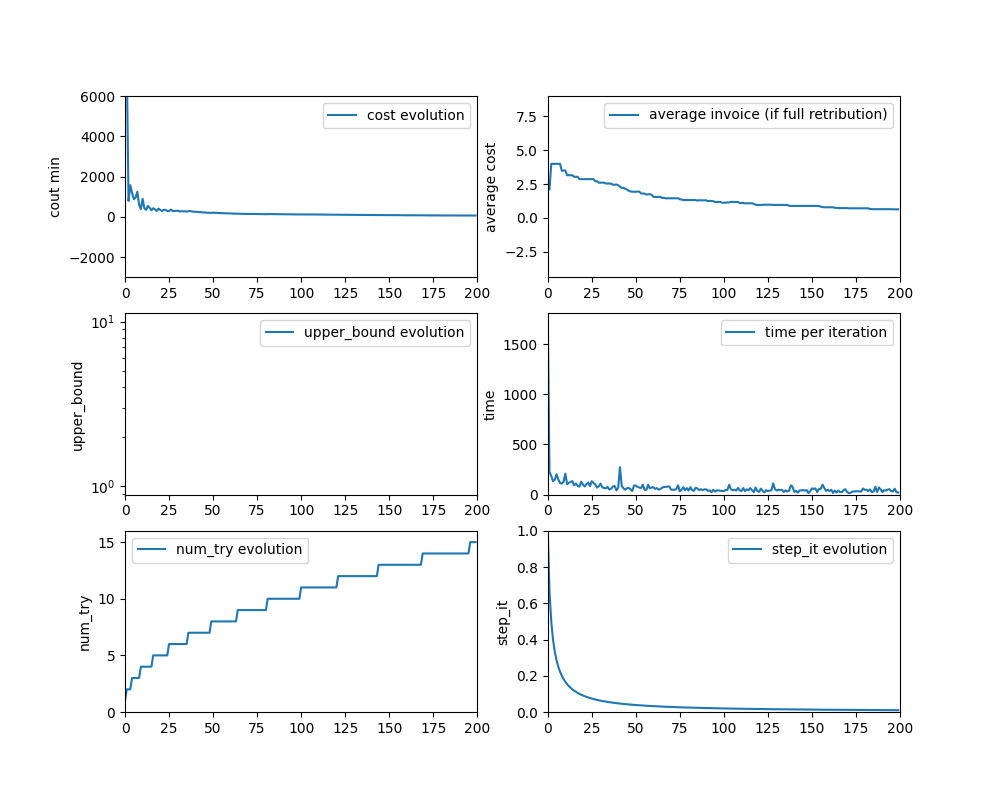 cost evolution
cout min
6000
4000
2000
0
−2000
0 25 50 75 100 125 150 175 200
average invoice (if full retribution)
average cost
7.5
5.0
2.5
0.0
−2.5
0 25 50 75 100 125 150 175 200
upper_bound evolution
upper_bound
10¹
10⁰
0 25 50 75 100 125 150 175 200
time per iteration
time
1500
1000
500
0
0 25 50 75 100 125 150 175 200
num_try evolution
num_try
15
10
5
0
0 25 50 75 100 125 150 175 200
step_it evolution
step_it
1.0
0.8
0.6
0.4
0.2
0.0
0 25 50 75 100 125 150 175 200